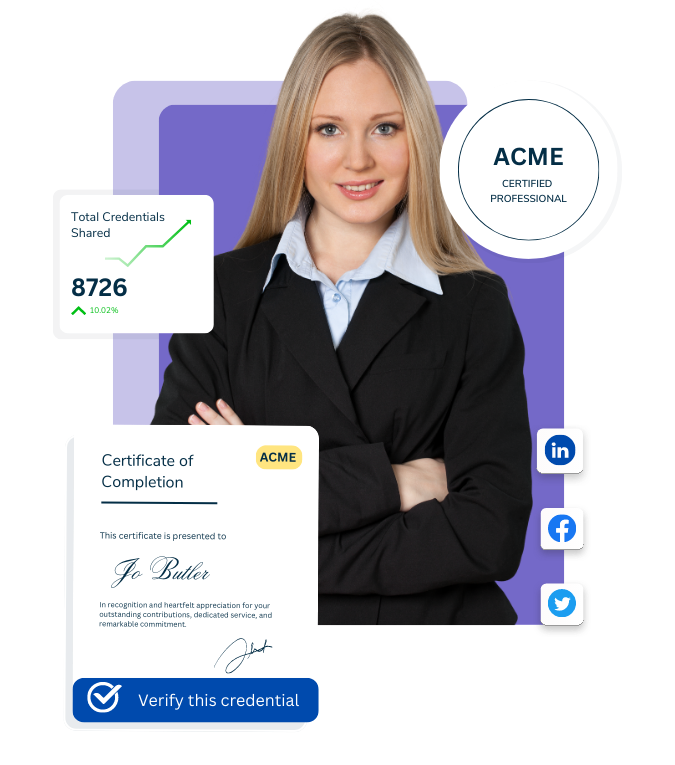 ACME
CERTIFIED
PROFESSIONAL
Total Credentials
Shared
8726
10.02%
Certificate of
Completion
ACME
This certificate is presented to
Jo Butler
In recognition and heartfelt appreciation for your
outstanding contributions, dedicated service, and
remarkable commitment.
Verify this credential
in